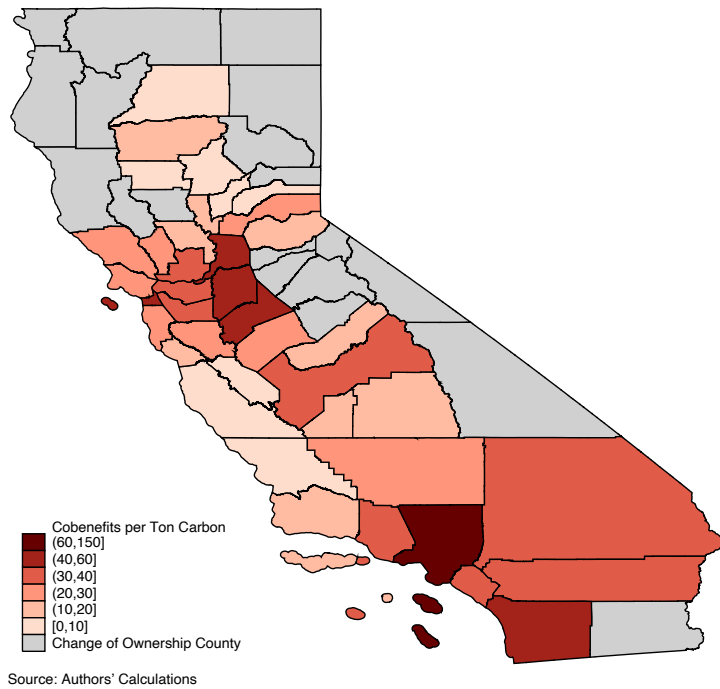 Cobenefits per Ton Carbon
(60,150]
(40,60]
(30,40]
(20,30]
(10,20]
[0,10]
Change of Ownership County
Source: Authors' Calculations